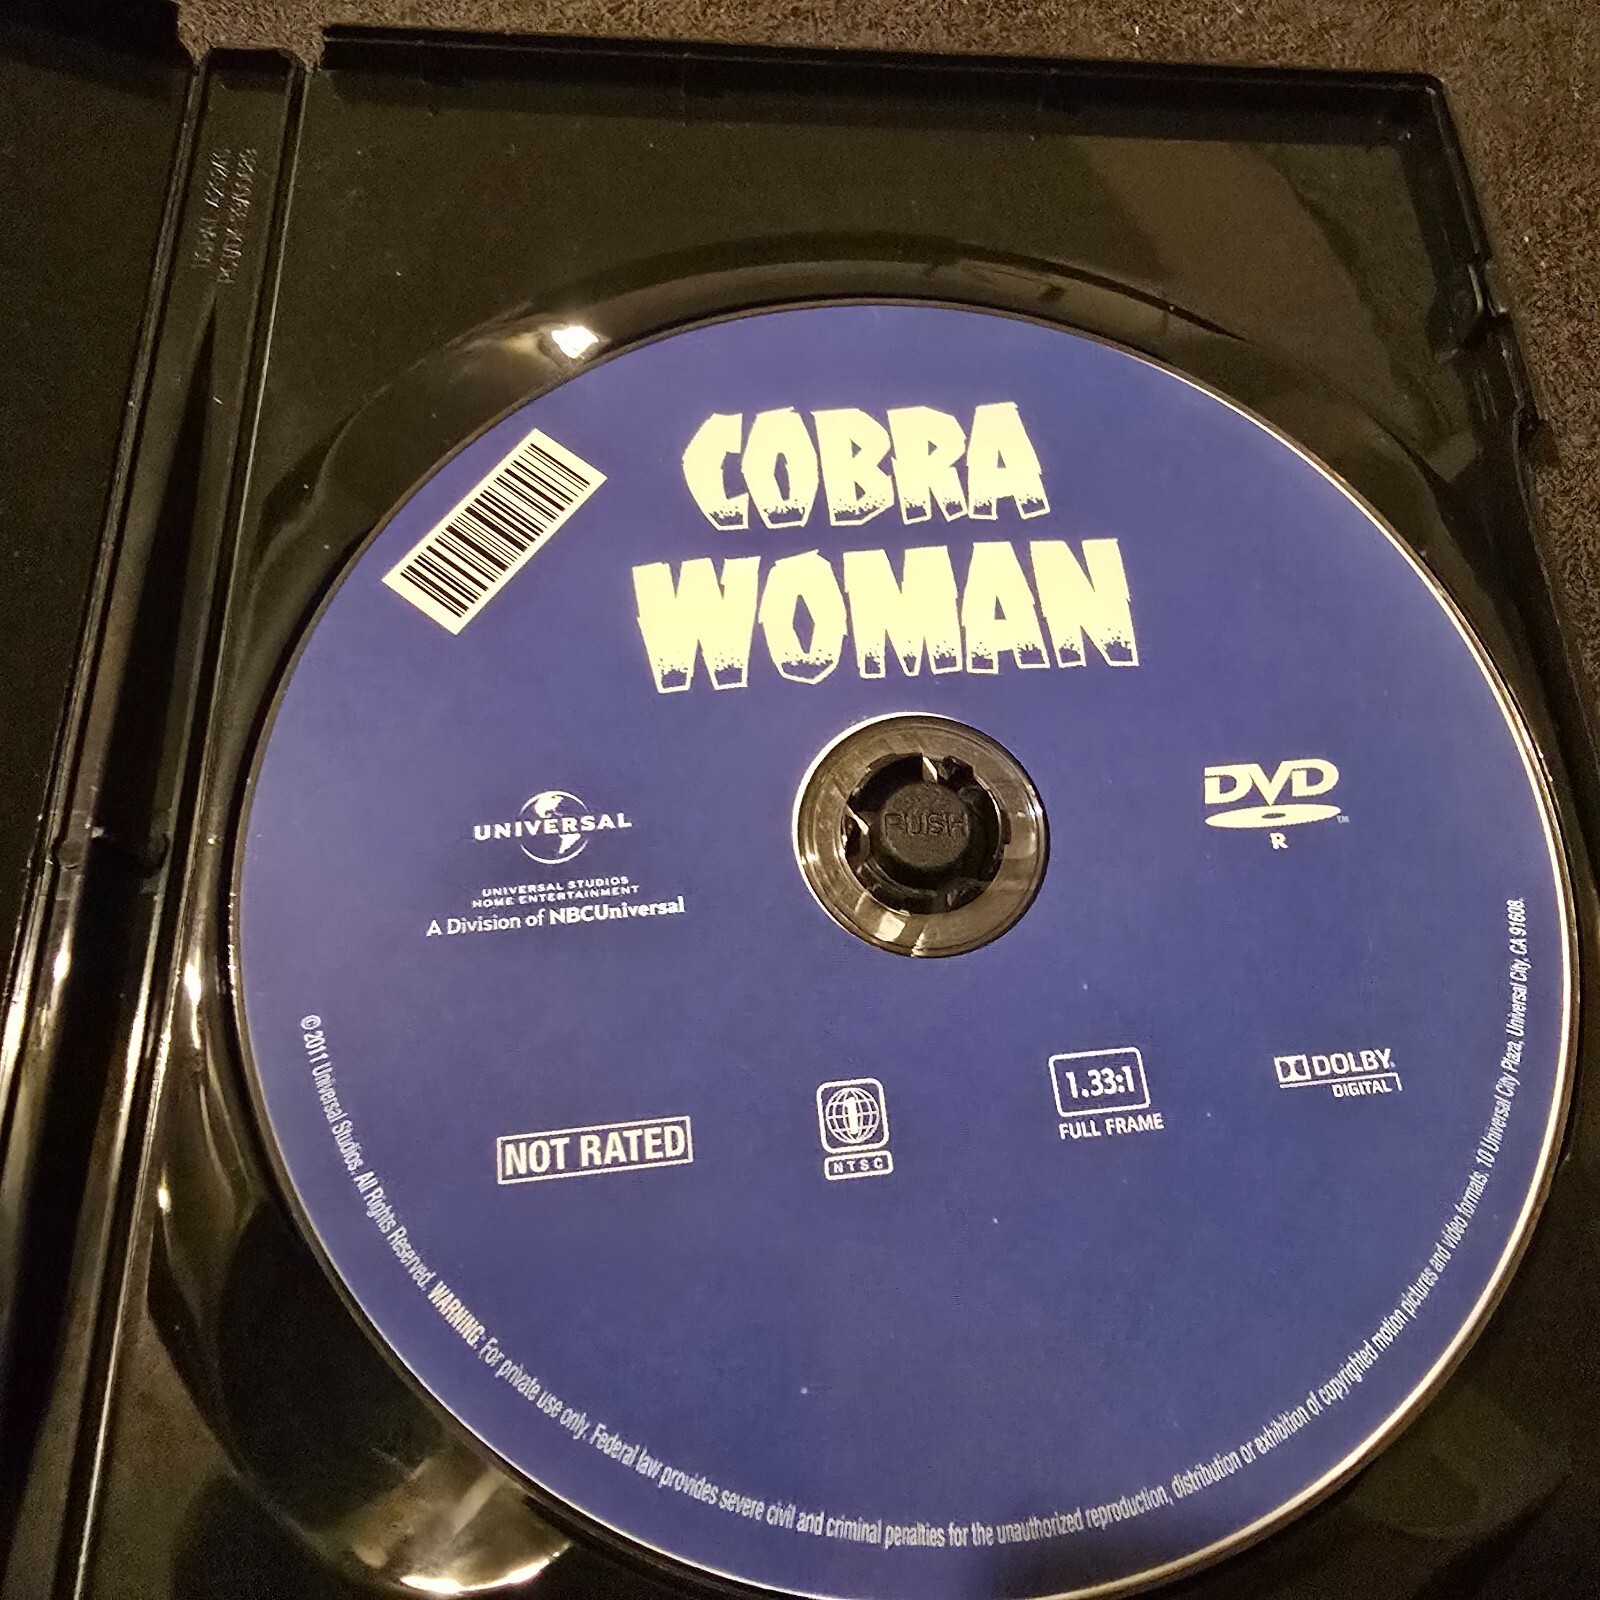 COBRA
WOMAN
UNIVERSAL
UNIVERSAL STUDIOS
HOME ENTERTAINMENT
A Division of NBCUniversal
PUSH
DVD
TM
R
NOT RATED
1
NTSC
1.33:1
FULL FRAME
DOLBY
DIGITAL
© 2011 Universal Studios. All Rights Reserved. WARNING: For private use only. Federal law provides severe civil and criminal penalties for the unauthorized reproduction, distribution or exhibition of copyrighted motion pictures and video formats. 10 Universal City Plaza, Universal City, CA 91608.